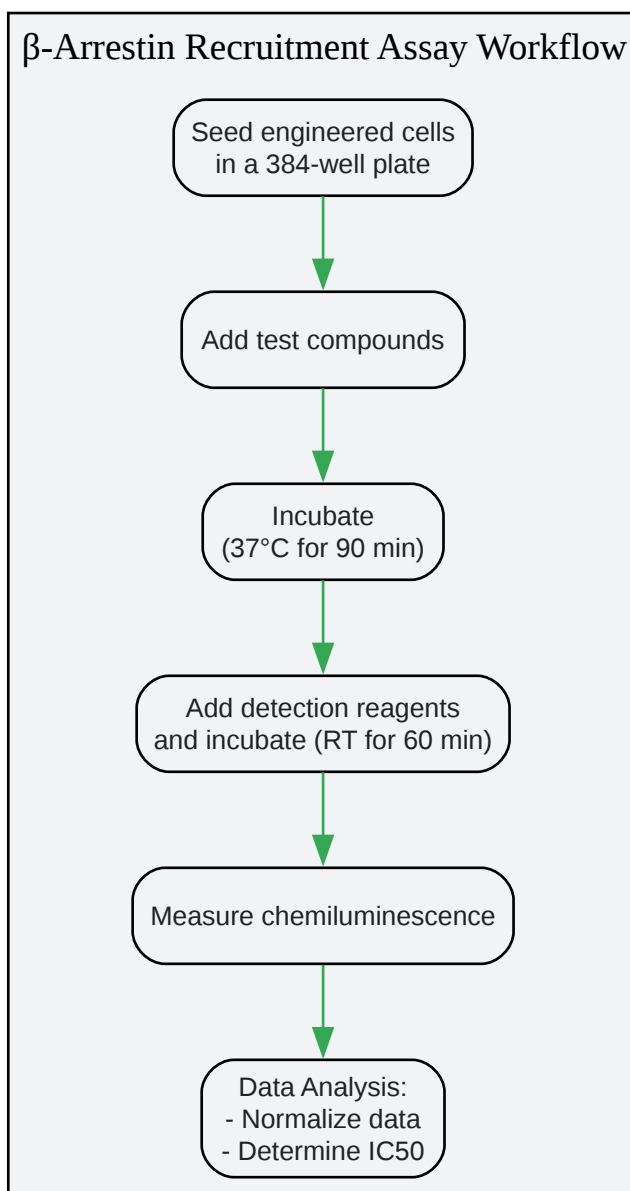 β-Arrestin Recruitment Assay Workflow
Seed engineered cells
in a 384-well plate
Add test compounds
Incubate
(37°C for 90 min)
Add detection reagents
and incubate (RT for 60 min)
Measure chemiluminescence
Data Analysis:
- Normalize data
- Determine IC50